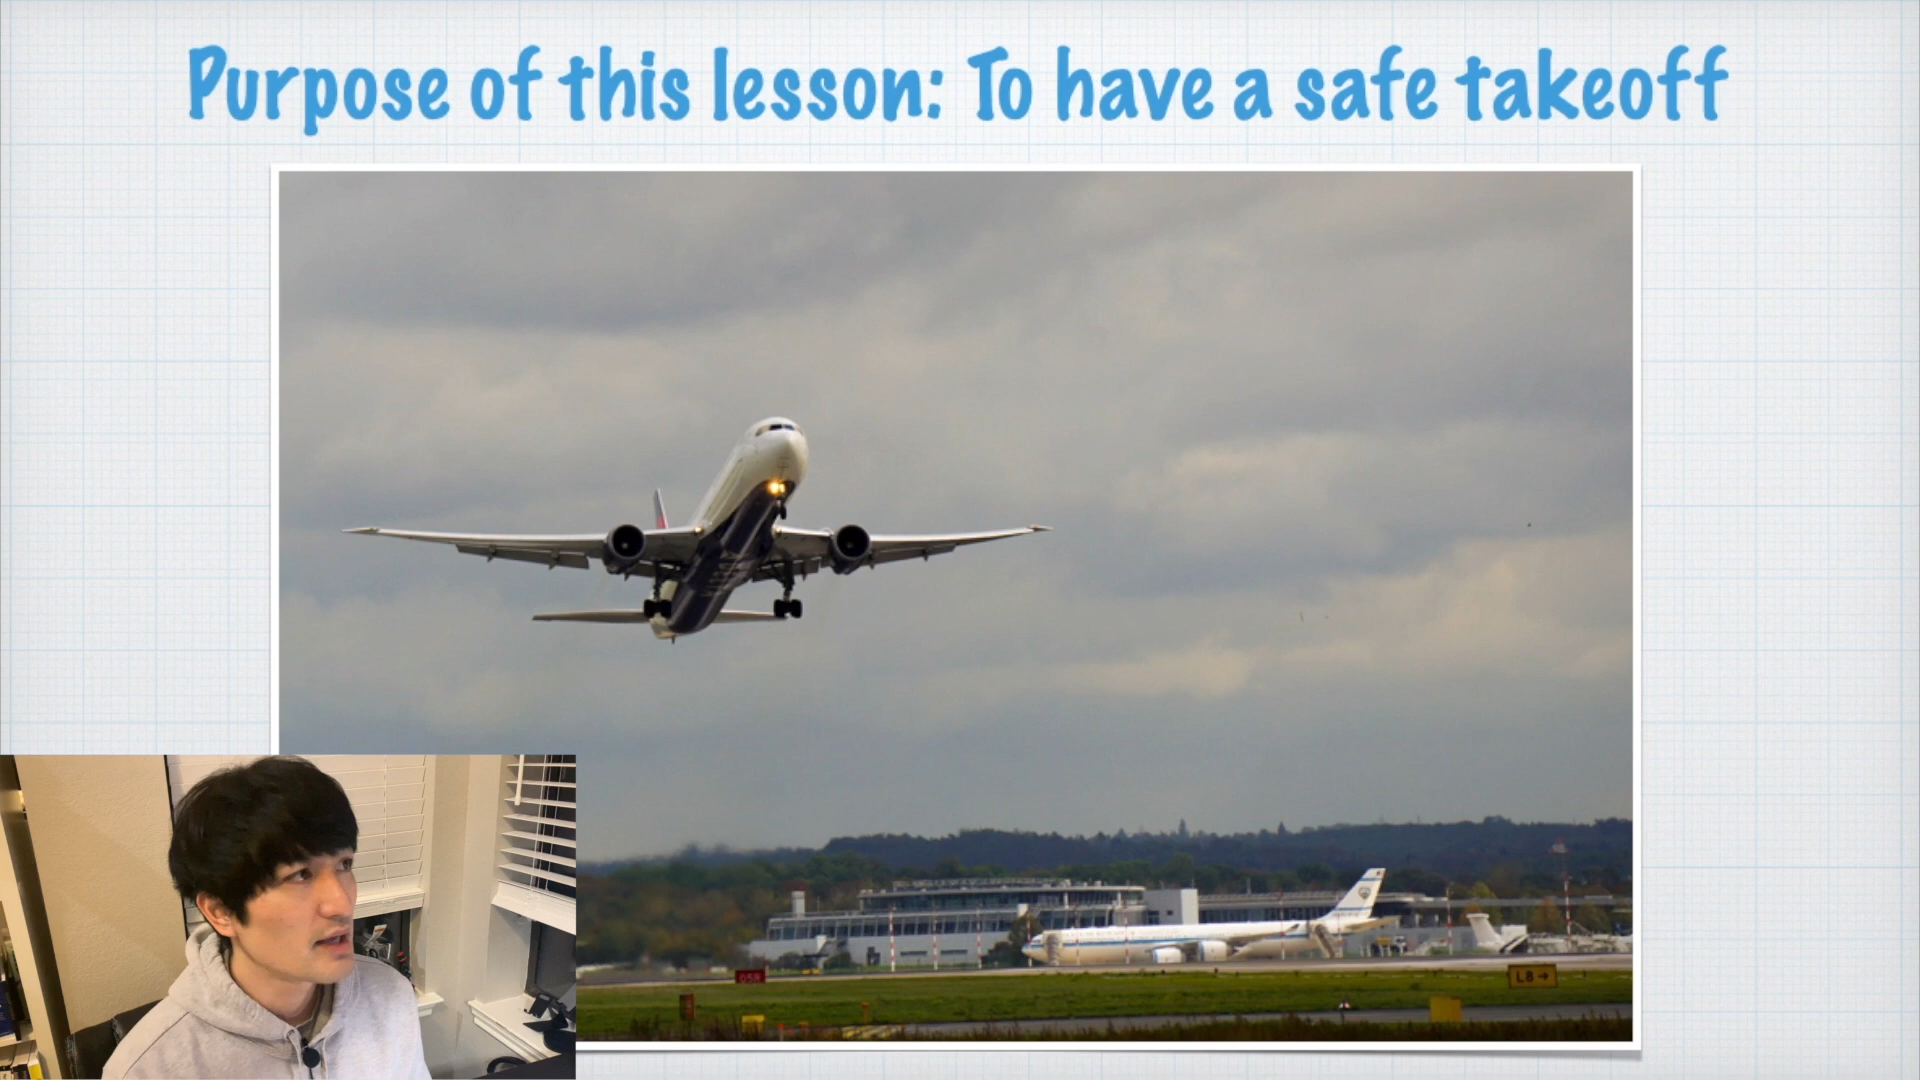 Purpose of this lesson: To have a safe takeoff
L8→